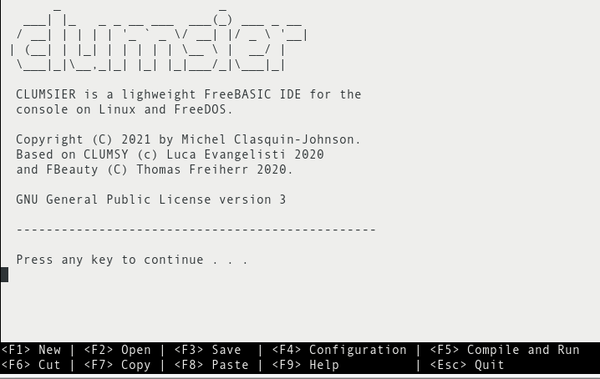 clumsier
CLUMSIER is a lighweight FreeBASIC IDE for the
console on Linux and FreeDOS.
Copyright (C) 2021 by Michel Clasquin-Johnson.
Based on CLUMSY (c) Luca Evangelisti 2020
and FBeauty (C) Thomas Freiherr 2020.
GNU General Public License version 3
------------------------------------------------
Press any key to continue . . .
<F1> New | <F2> Open | <F3> Save | <F4> Configuration | <F5> Compile and Run
<F6> Cut | <F7> Copy | <F8> Paste | <F9> Help | <Esc> Quit